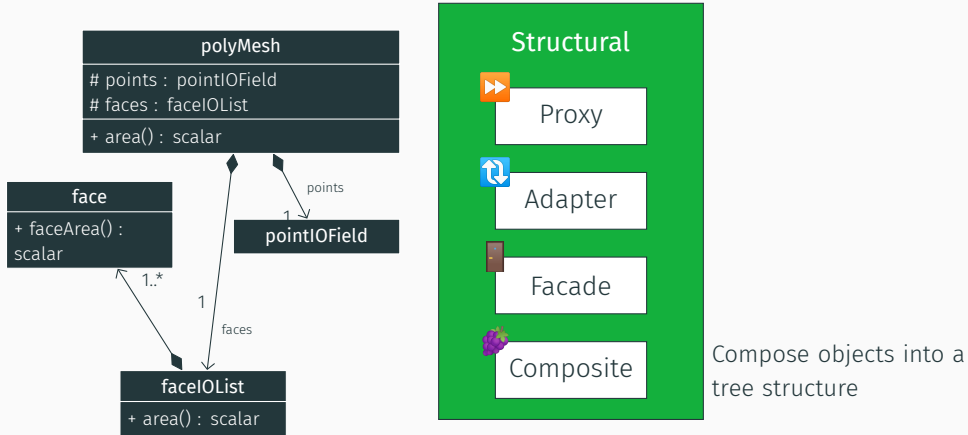 polyMesh
# points : pointIOField
# faces : faceIOList
+ area() : scalar
points
1
pointIOField
face
+ faceArea() :
scalar
1..*
1
faces
faceIOList
+ area() : scalar
Structural
Proxy
Adapter
Facade
Composite
Compose objects into a
tree structure